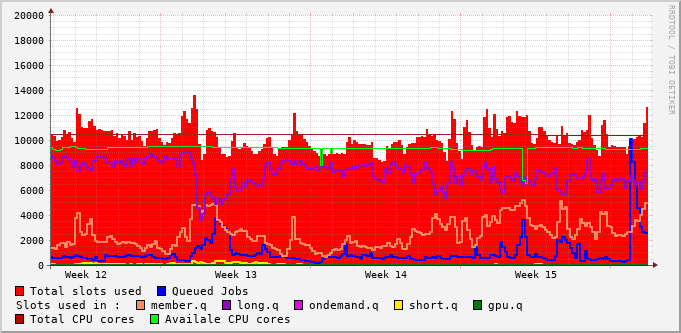 RRDTOOL / TOBI OETIKER
20000
18000
16000
14000
12000
10000
8000
6000
4000
2000
0
Week 12 Week 13 Week 14 Week 15
Total slots used Queued Jobs
Slots used in : member.q long.q ondemand.q short.q gpu.q
Total CPU cores Availale CPU cores